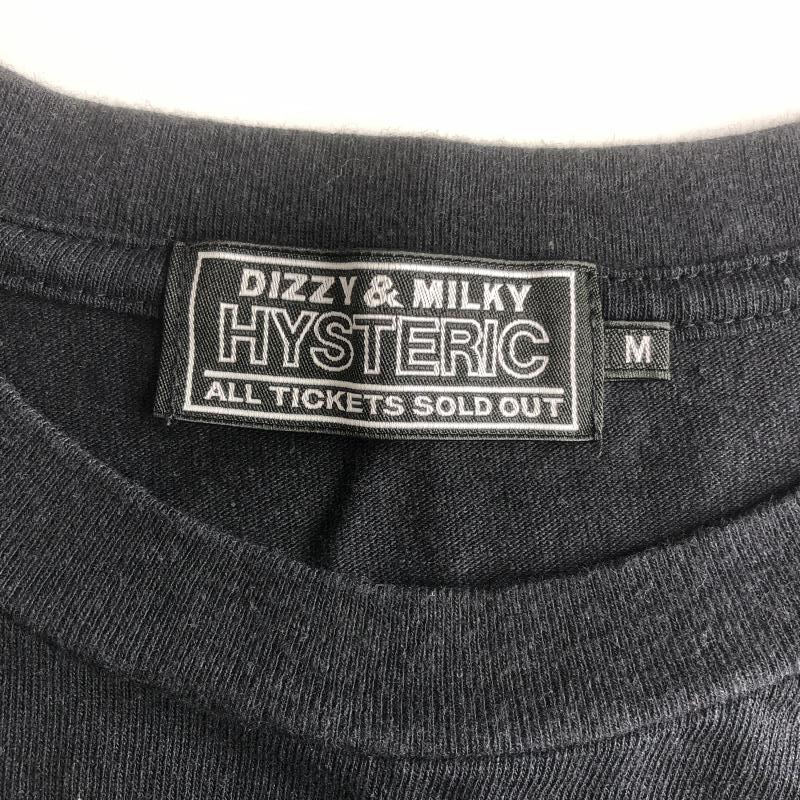 DIZZY & MILKY
HYSTERIC
ALL TICKETS SOLD OUT
M